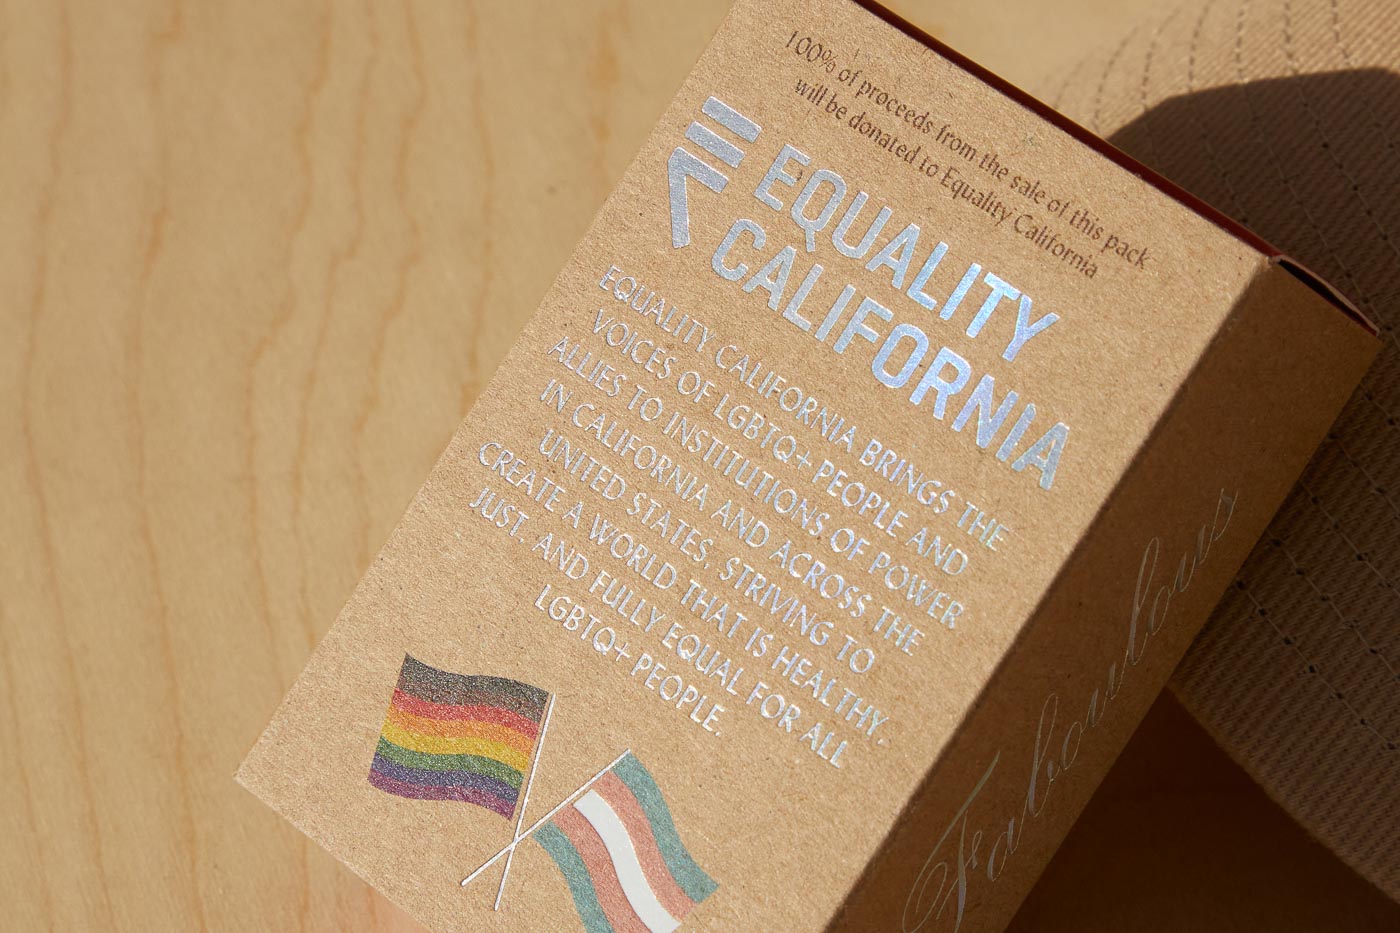 100% of proceeds from the sale of this pack
will be donated to Equality California
EQUALITY
CALIFORNIA
EQUALITY CALIFORNIA BRINGS THE
VOICES OF LGBTQ+ PEOPLE AND
ALLIES TO INSTITUTIONS OF POWER
IN CALIFORNIA AND ACROSS THE
UNITED STATES, STRIVING TO
CREATE A WORLD THAT IS HEALTHY,
JUST, AND FULLY EQUAL FOR ALL
LGBTQ+ PEOPLE.
Faboulous